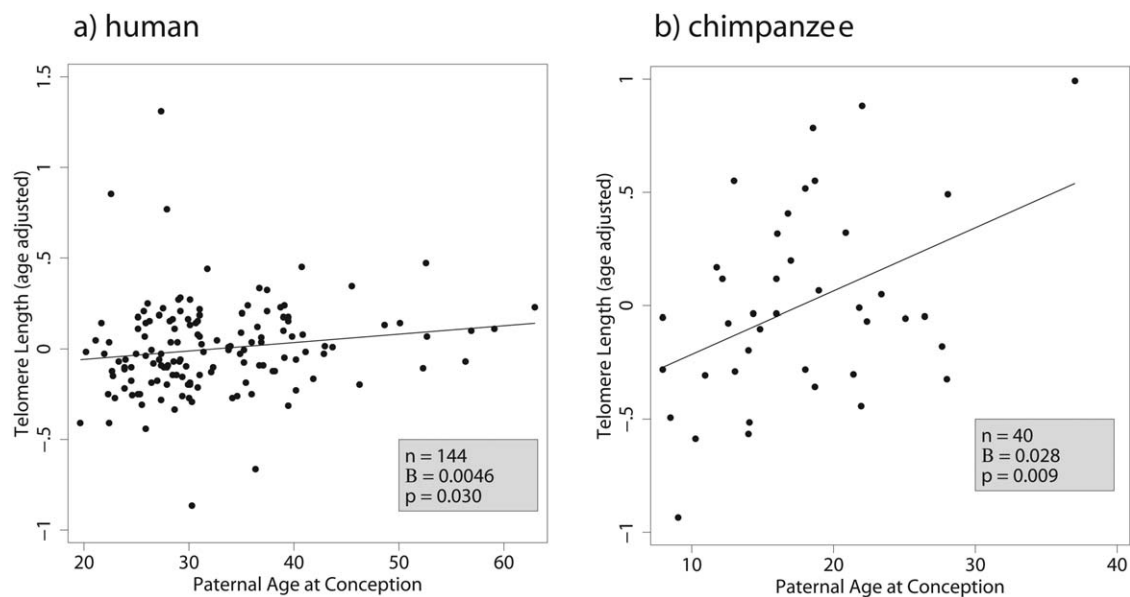 a) human
1.5
1
.5
0
-.5
-1
Telomere Length (age adjusted)
n = 144
B = 0.0046
p = 0.030
20
30
40
50
60
Paternal Age at Conception
b) chimpanzee
1
.5
0
-.5
-1
Telomere Length (age adjusted)
n = 40
B = 0.028
p = 0.009
10
20
30
40
Paternal Age at Conception